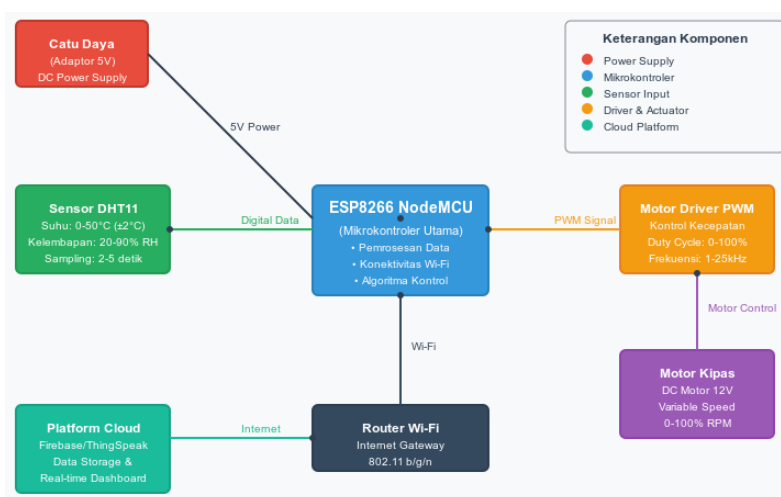 Catu Daya
(Adaptor 5V)
DC Power Supply
Keterangan Komponen
Power Supply
Mikrokontroler
Sensor Input
Driver & Actuator
Cloud Platform
5V Power
Sensor DHT11
Suhu: 0-50°C (±2°C)
Kelembapan: 20-90% RH
Sampling: 2-5 detik
Digital Data
ESP8266 NodeMCU
(Mikrokontroler Utama)
• Pemrosesan Data
• Konektivitas Wi-Fi
• Algoritma Kontrol
PWM Signal
Motor Driver PWM
Kontrol Kecepatan
Duty Cycle: 0-100%
Frekuensi: 1-25kHz
Motor Control
Wi-Fi
Motor Kipas
DC Motor 12V
Variable Speed
0-100% RPM
Platform Cloud
Firebase/ThingSpeak
Data Storage &
Real-time Dashboard
Internet
Router Wi-Fi
Internet Gateway
802.11 b/g/n